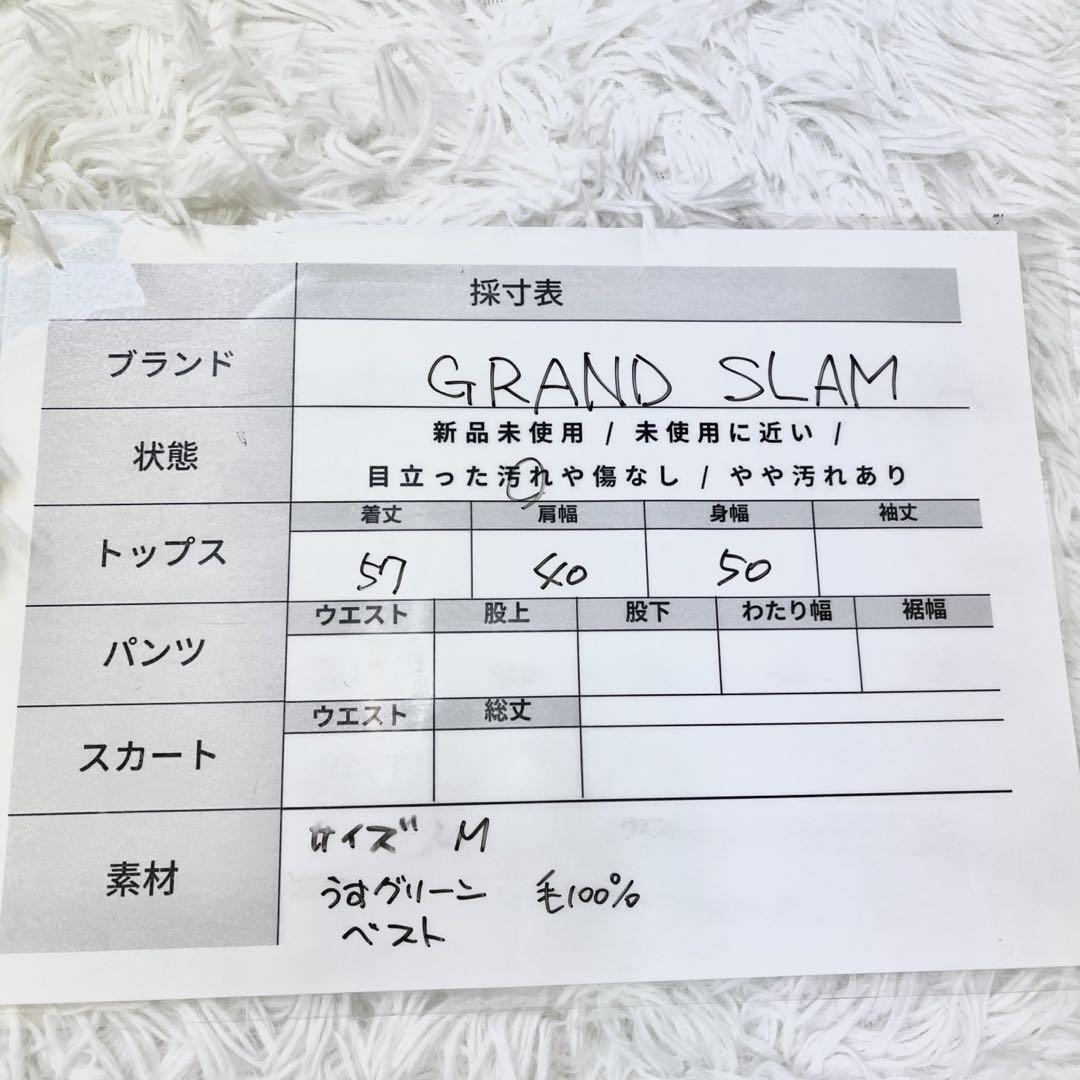 採寸表
ブランド GRAND SLAM
状態 新品未使用 / 未使用に近い /
目立った汚れや傷なし / やや汚れあり
トップス 着丈 肩幅 身幅 袖丈
57 40 50
パンツ ウエスト 股上 股下 わたり幅 裾幅
スカート ウエスト 総丈
素材 サイズ M
うすグリーン 毛100%
ベスト